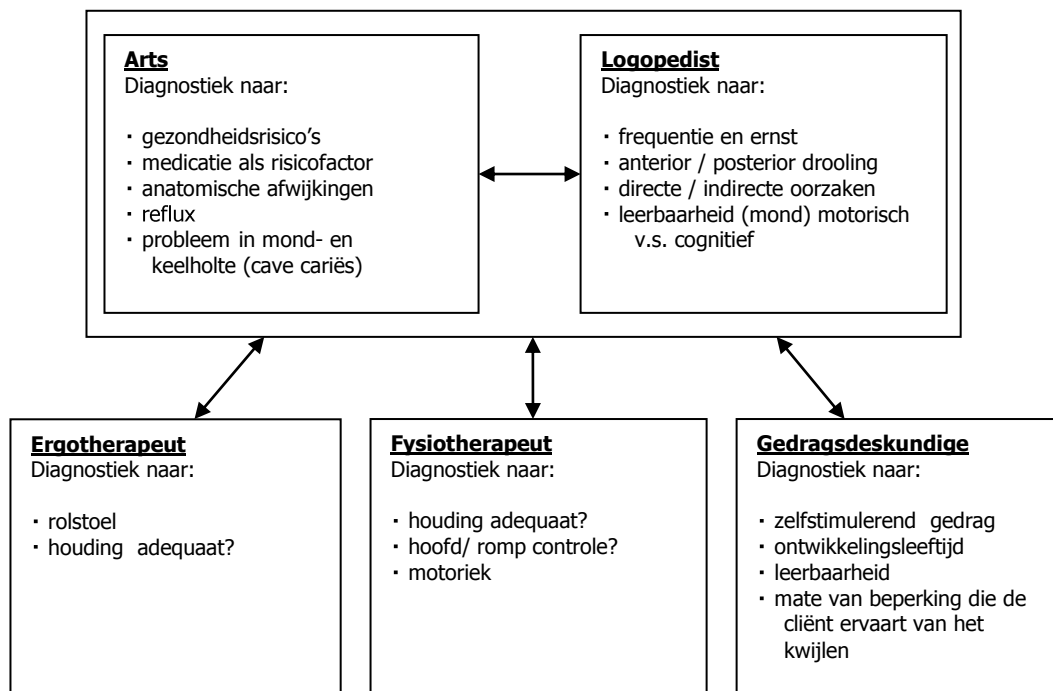 Arts
Diagnostiek naar:
· gezondheidsrisico's
· medicatie als risicofactor
· anatomische afwijkingen
· reflux
· probleem in mond- en
keelholte (cave cariës)
Logopedist
Diagnostiek naar:
· frequentie en ernst
· anterior / posterior drooling
· directe / indirecte oorzaken
· leerbaarheid (mond) motorisch
v.s. cognitief
Ergotherapeut
Diagnostiek naar:
· rolstoel
· houding adequaat?
Fysiotherapeut
Diagnostiek naar:
· houding adequaat?
· hoofd/ romp controle?
· motoriek
Gedragsdeskundige
Diagnostiek naar:
· zelfstimulerend gedrag
· ontwikkelingsleeftijd
· leerbaarheid
· mate van beperking die de
cliënt ervaart van het
kwijlen